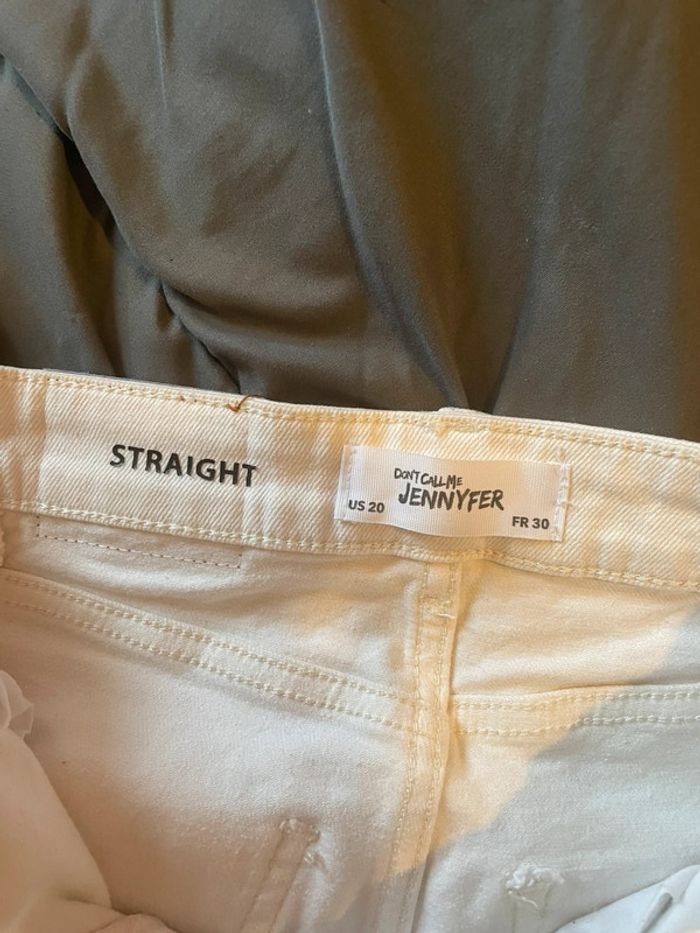 STRAIGHT
DON'T CALL ME
JENNYFER
US 20
FR 30